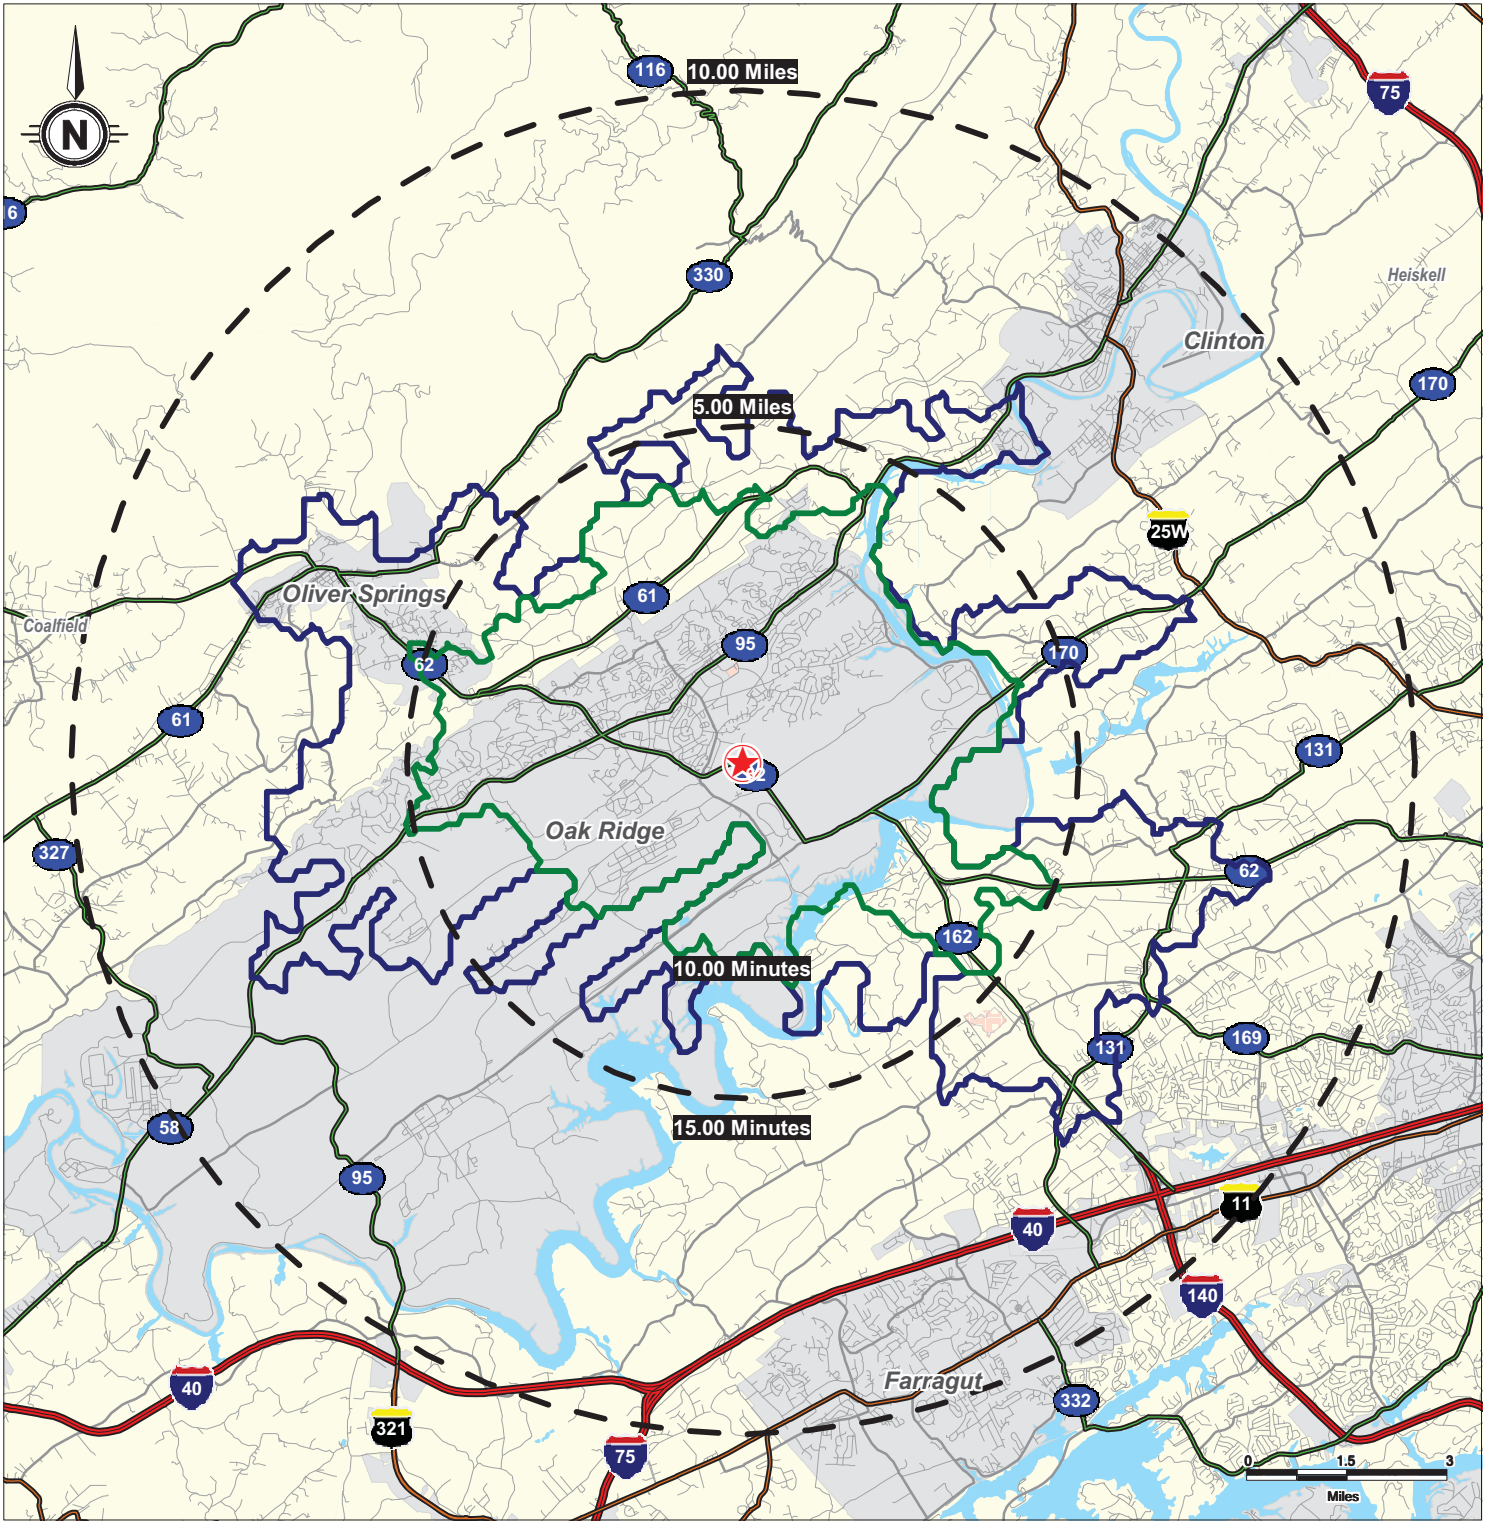 116
10.00 Miles
75
N
16
330
Heiskell
Clinton
170
5.00 Miles
25W
Oliver Springs
61
Coalfield
95
62
170
61
131
62
Oak Ridge
327
62
162
10.00 Minutes
169
131
58
15.00 Minutes
95
11
40
140
Farragut
40
332
321
75
0 1.5 3
Miles